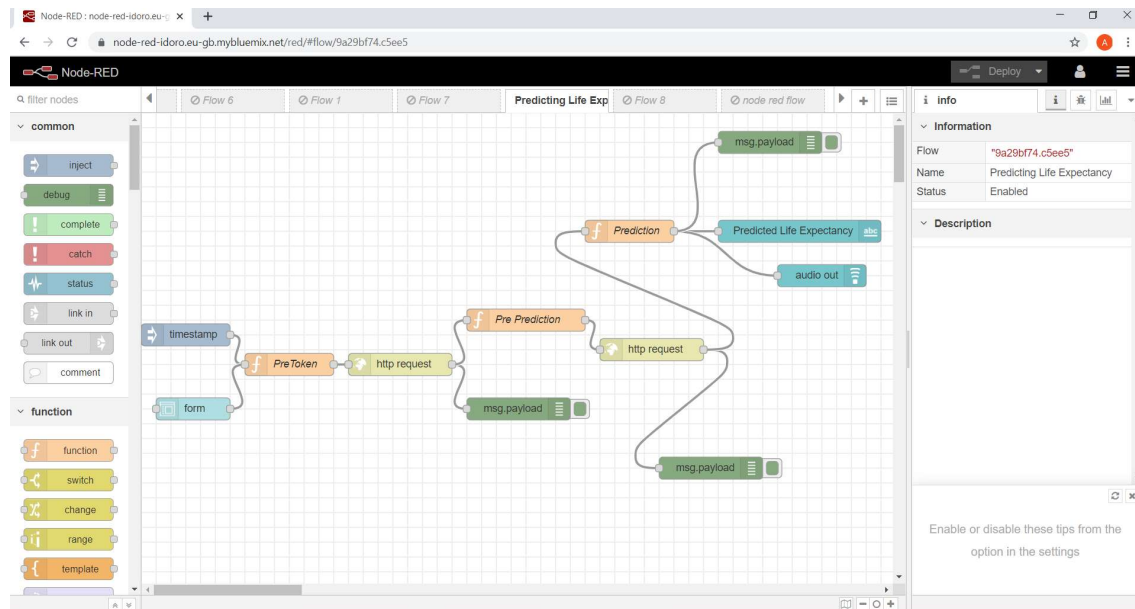 Node-RED : node-red-idoro.eu-g
node-red-idoro.eu-gb.mybluemix.net/red/#flow/9a29bf74.c5ee5
A
Node-RED
Deploy
filter nodes
Flow 6
Flow 1
Flow 7
Predicting Life Exp
Flow 8
node red flow
i info
i
common
inject
debug
complete
catch
status
link in
link out
comment
function
function
switch
change
range
template
msg.payload
Prediction
Predicted Life Expectancy
abc
audio out
Pre Prediction
timestamp
http request
PreToken
http request
form
msg.payload
msg.payload
Information
Flow "9a29bf74.c5ee5"
Name Predicting Life Expectancy
Status Enabled
Description
Enable or disable these tips from the
option in the settings